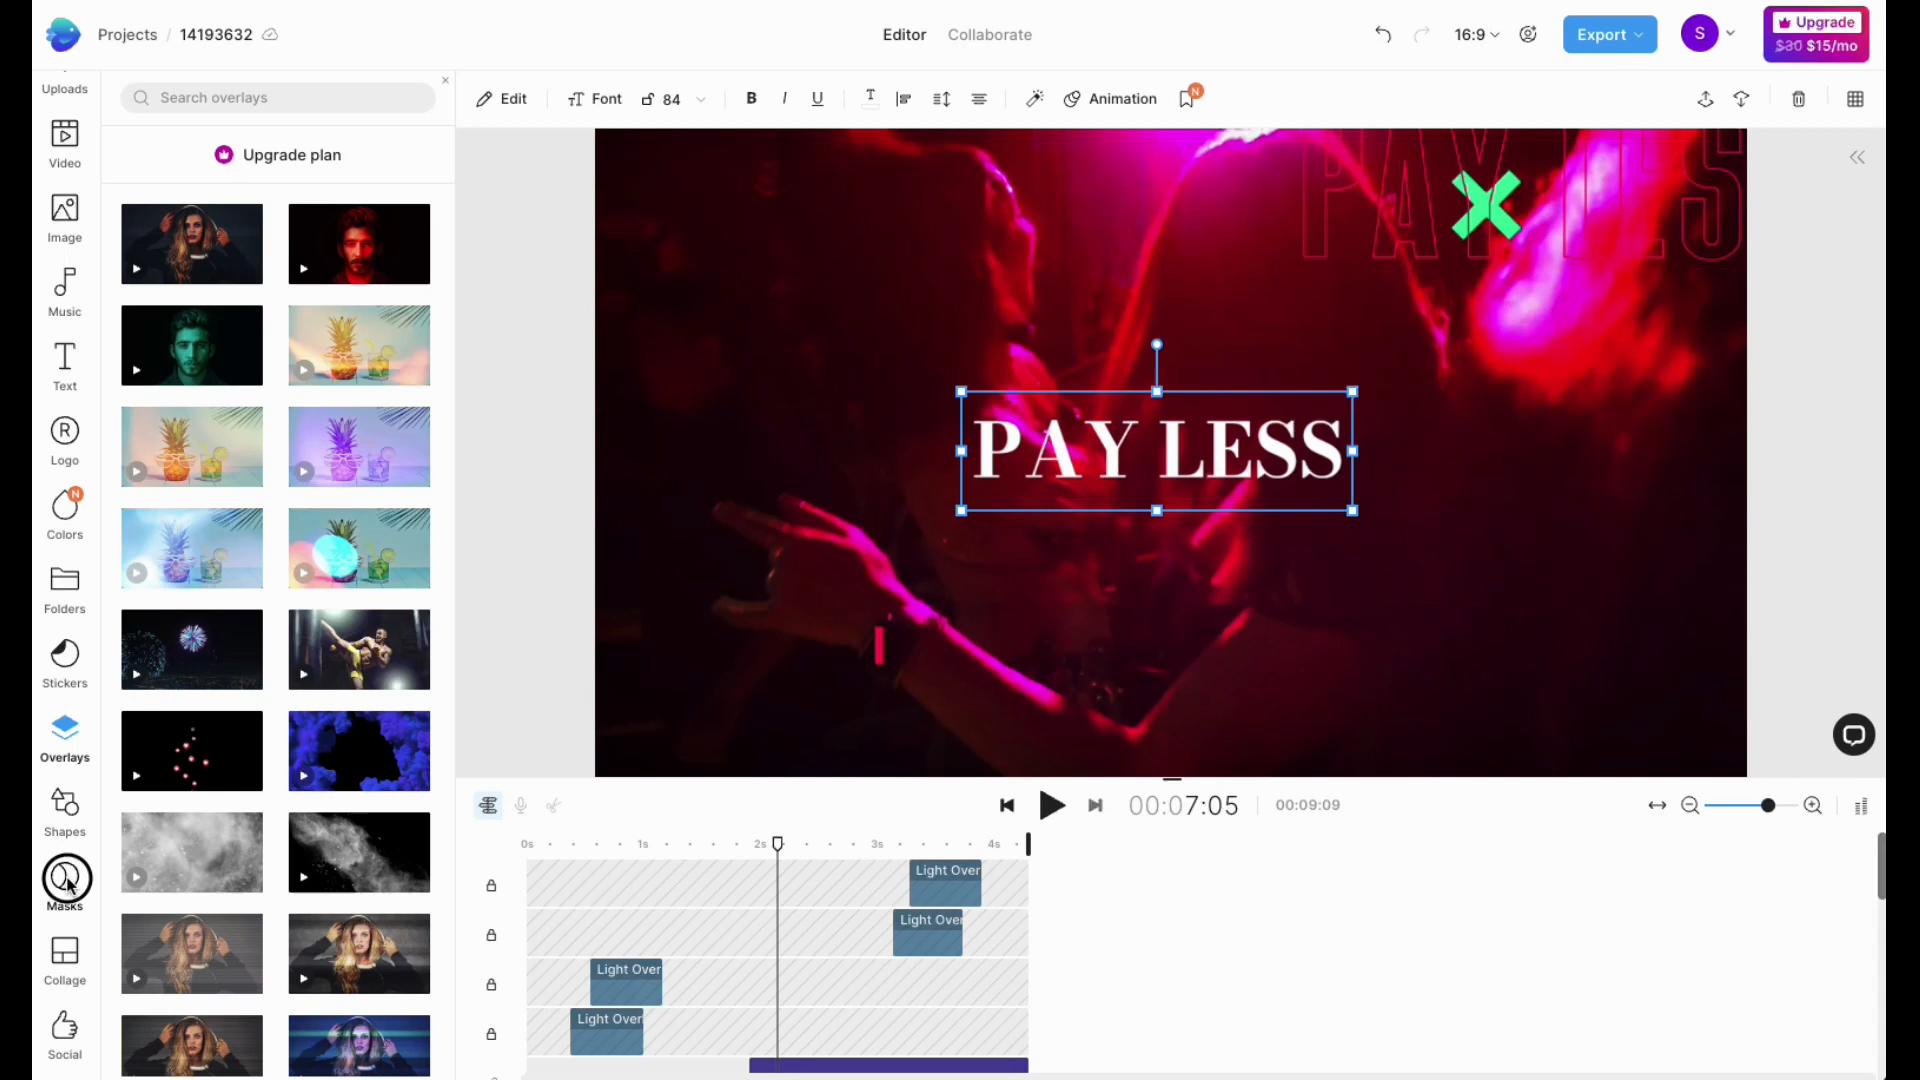 Projects / 14193632
Editor
Collaborate
16:9
Export
S
Upgrade
$30 $15/mo
Uploads
Video
Image
Music
Text
Logo
R
Colors
N
Folders
Stickers
Overlays
Shapes
Masks
Collage
Social
Search overlays
Upgrade plan
Edit
Font
84
B
I
U
T
Animation
N
PAY LESS
PAY LESS
00:07:05
00:09:09
0s
1s
2s
3s
4s
Light Over
Light Over
Light Over
Light Over